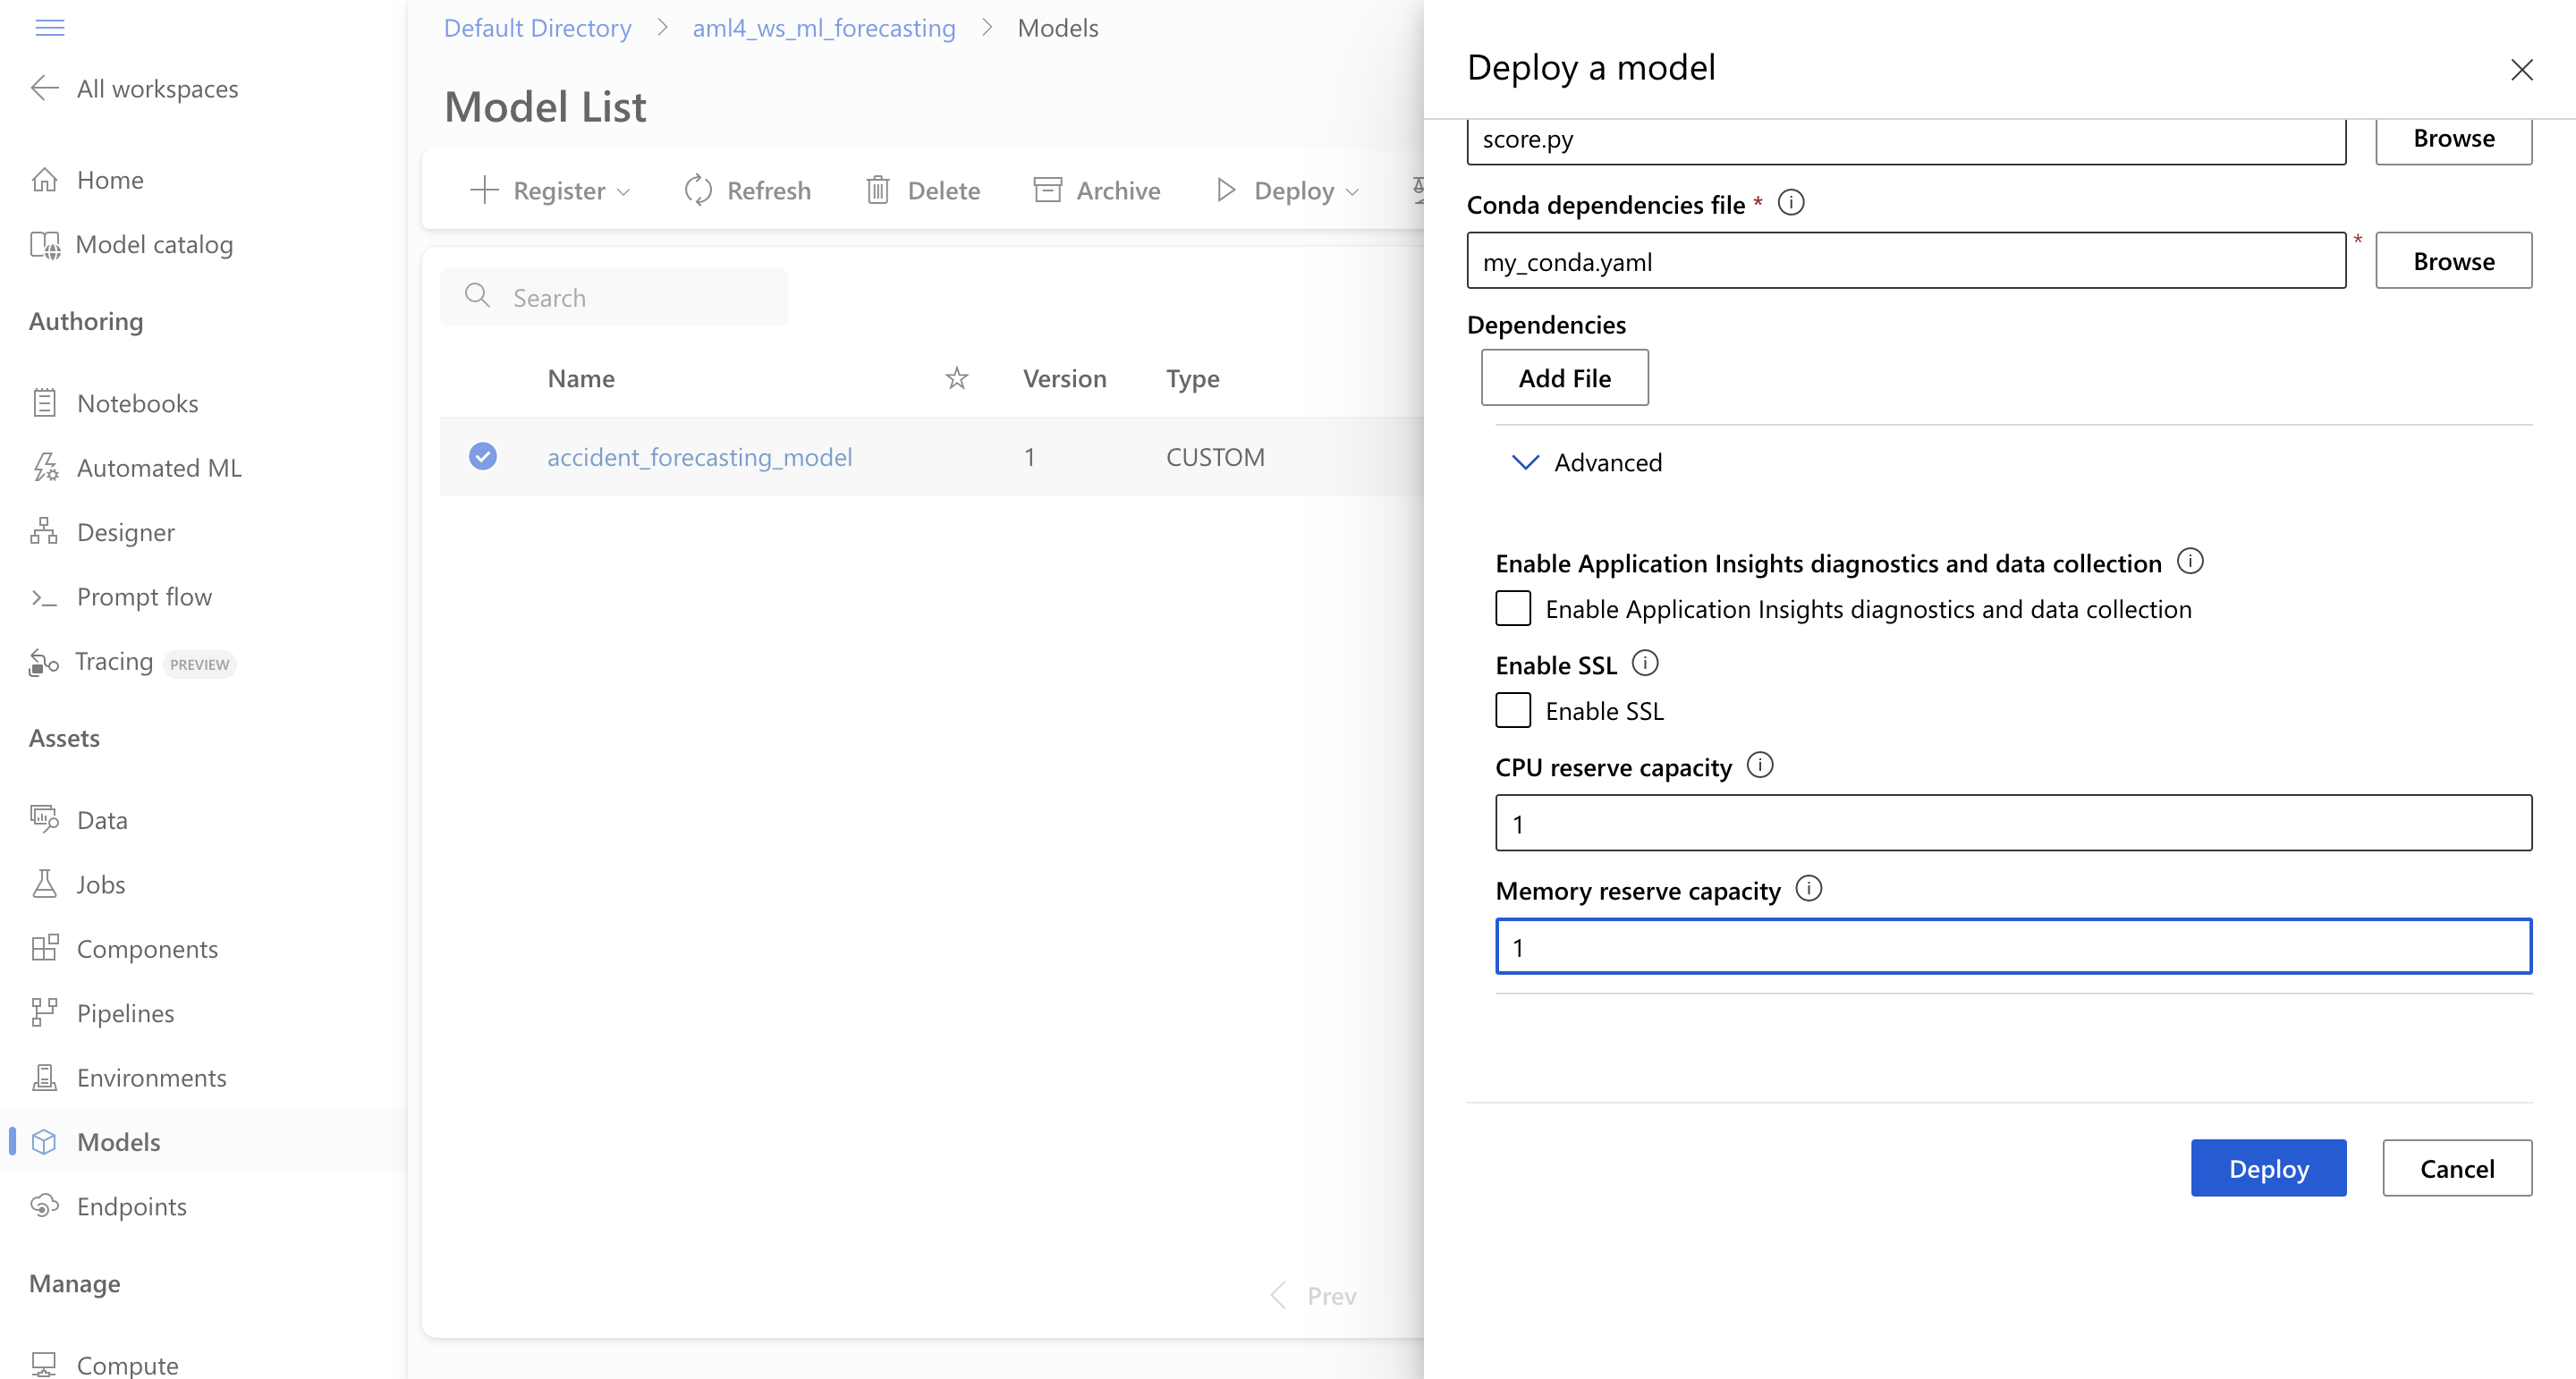 All workspaces
Home
Model catalog
Authoring
Notebooks
Automated ML
Designer
Prompt flow
Tracing PREVIEW
Assets
Data
Jobs
Components
Pipelines
Environments
Models
Endpoints
Manage
Compute
Default Directory > aml4_ws_ml_forecasting > Models
Model List
Register Refresh Delete Archive Deploy
Search
Name Version Type
accident_forecasting_model 1 CUSTOM
Prev
Deploy a model
score.py Browse
Conda dependencies file *
my_conda.yaml * Browse
Dependencies
Add File
Advanced
Enable Application Insights diagnostics and data collection
Enable Application Insights diagnostics and data collection
Enable SSL
Enable SSL
CPU reserve capacity
1
Memory reserve capacity
1
Deploy Cancel